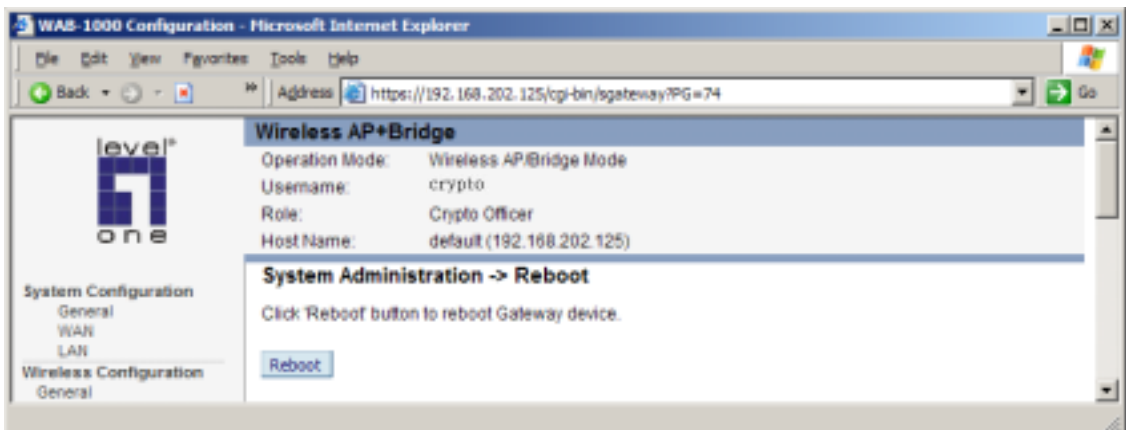 WAB-1000 Configuration - Microsoft Internet Explorer
File Edit View Favorites Tools Help
Back Address https://192.168.202.125/cgi-bin/sgateway?PG=74 Go
level
one
Wireless AP+Bridge
Operation Mode: Wireless AP/Bridge Mode
Username: crypto
Role: Crypto Officer
Host Name: default (192.168.202.125)
System Administration -> Reboot
Click 'Reboot' button to reboot Gateway device.
Reboot
System Configuration
General
WAN
LAN
Wireless Configuration
General